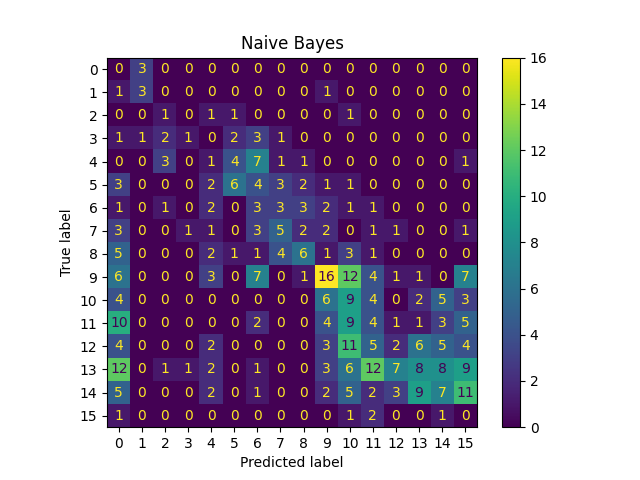 Naive Bayes
True label
0 0 3 0 0 0 0 0 0 0 0 0 0 0 0 0 0
1 1 3 0 0 0 0 0 0 0 1 0 0 0 0 0 0
2 0 0 1 0 1 1 0 0 0 0 1 0 0 0 0 0
3 1 1 2 1 0 2 3 1 0 0 0 0 0 0 0 0
4 0 0 3 0 1 4 7 1 1 0 0 0 0 0 0 1
5 3 0 0 0 2 6 4 3 2 1 1 0 0 0 0 0
6 1 0 1 0 2 0 3 3 3 2 1 1 0 0 0 0
7 3 0 0 1 1 0 3 5 2 2 0 1 1 0 0 1
8 5 0 0 0 2 1 1 4 6 1 3 1 0 0 0 0
9 6 0 0 0 3 0 7 0 1 16 12 4 1 1 0 7
10 4 0 0 0 0 0 0 0 0 6 9 4 0 2 5 3
11 10 0 0 0 0 0 2 0 0 4 9 4 1 1 3 5
12 4 0 0 0 2 0 0 0 0 3 11 5 2 6 5 4
13 12 0 1 1 2 0 1 0 0 3 6 12 7 8 8 9
14 5 0 0 0 2 0 1 0 0 2 5 2 3 9 7 11
15 1 0 0 0 0 0 0 0 0 0 1 2 0 0 1 0
0 1 2 3 4 5 6 7 8 9 10 11 12 13 14 15
Predicted label
16
14
12
10
8
6
4
2
0